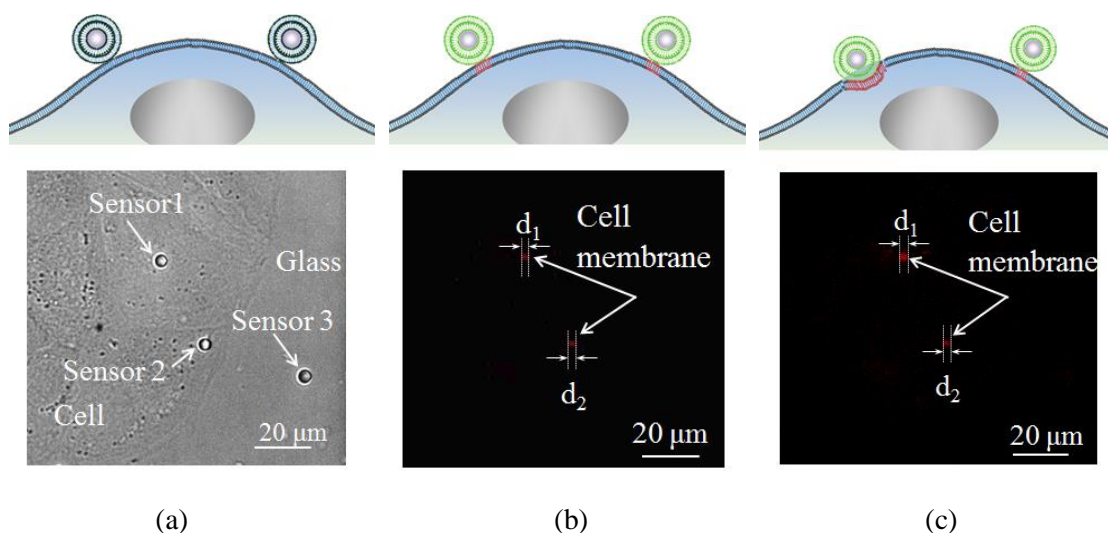 Sensor1
Glass
Sensor 3
Sensor 2
Cell
20 μm
Cell
d1
membrane
d2
20 μm
Cell
d1
membrane
d2
20 μm
(a)
(b)
(c)